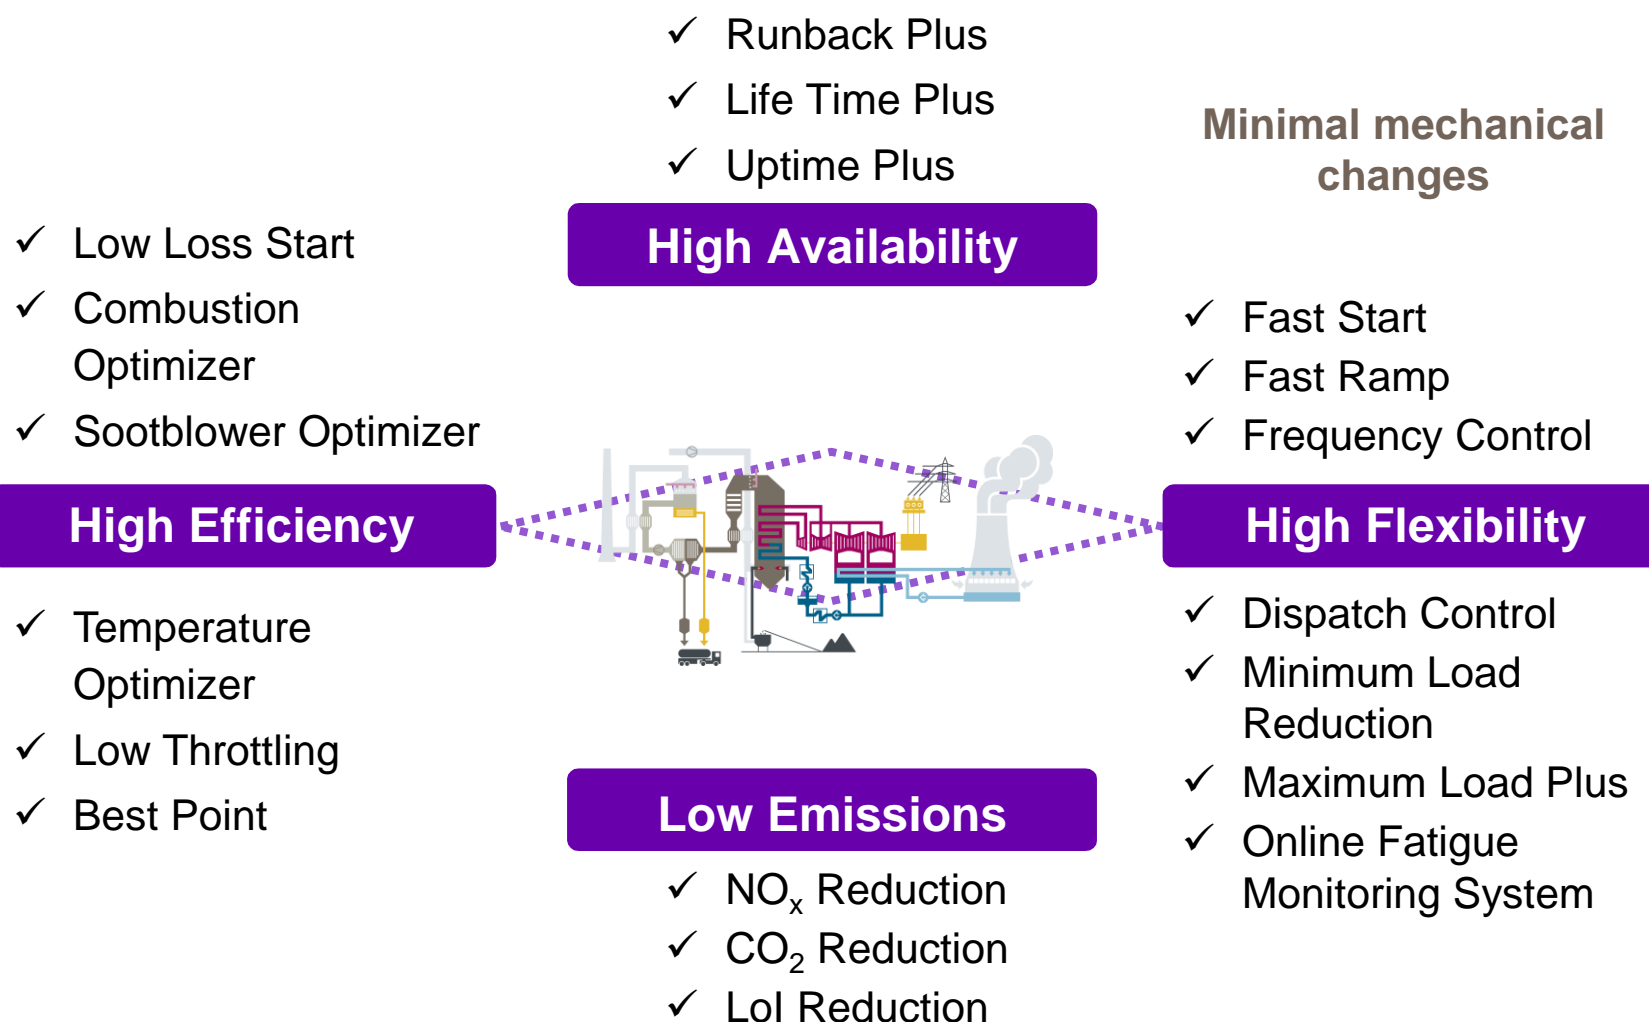 ✓ Runback Plus
✓ Life Time Plus
✓ Uptime Plus
High Availability
Minimal mechanical
changes
✓ Low Loss Start
✓ Combustion
Optimizer
✓ Sootblower Optimizer
High Efficiency
✓ Temperature
Optimizer
✓ Low Throttling
✓ Best Point
✓ Fast Start
✓ Fast Ramp
✓ Frequency Control
High Flexibility
✓ Dispatch Control
✓ Minimum Load
Reduction
✓ Maximum Load Plus
✓ Online Fatigue
Monitoring System
Low Emissions
✓ NOx Reduction
✓ CO2 Reduction
✓ LoI Reduction